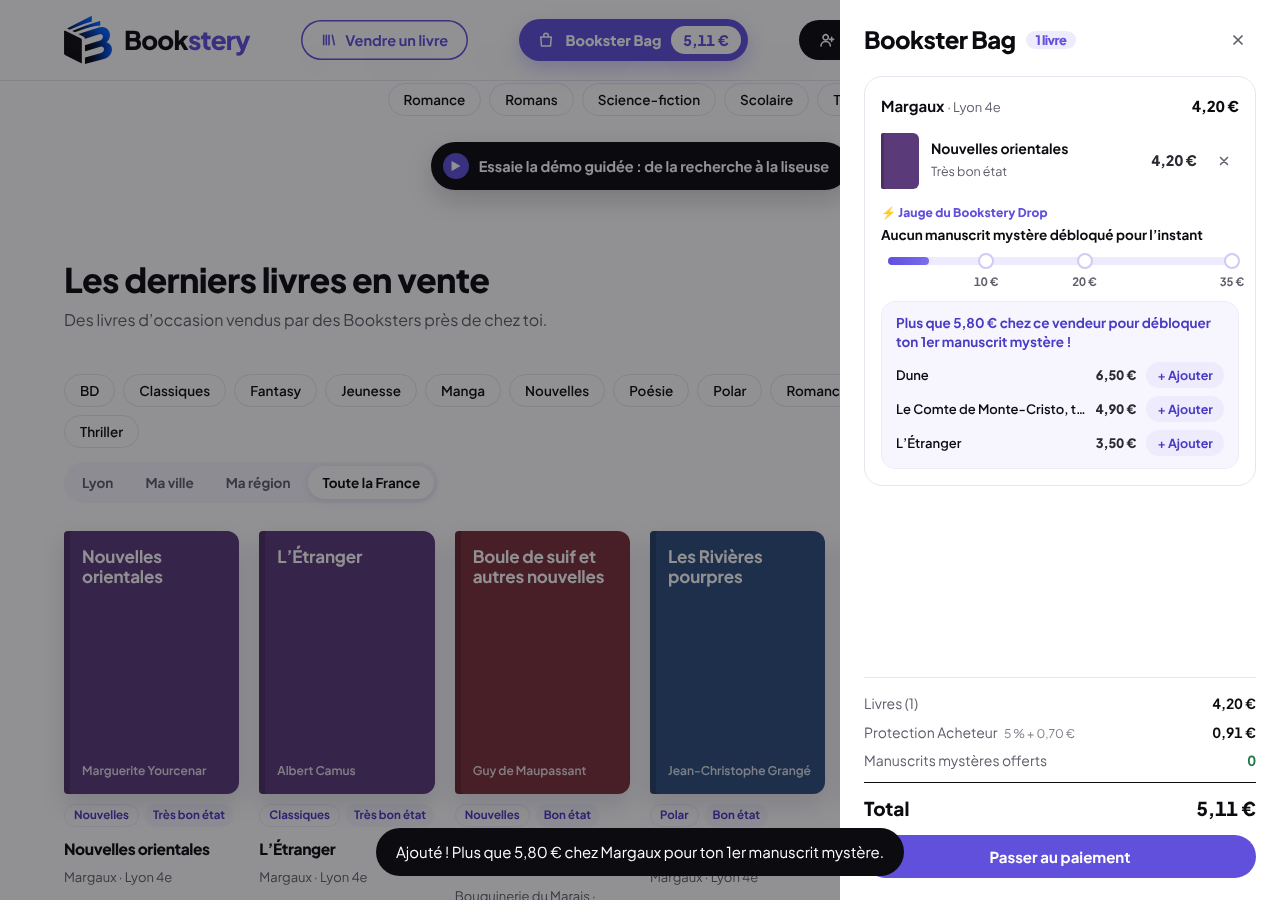 Bookstery
Vendre un livre
Bookster Bag 5,11 €
Romance Romans Science-fiction Scolaire T
Essaie la démo guidée : de la recherche à la liseuse
Les derniers livres en vente
Des livres d’occasion vendus par des Booksters près de chez toi.
BD Classiques Fantasy Jeunesse Manga Nouvelles Poésie Polar Romanc
Thriller
Lyon Ma ville Ma région Toute la France
Nouvelles
orientales
Marguerite Yourcenar
Nouvelles Très bon état
Nouvelles orientales
Margaux · Lyon 4e
L’Étranger
Albert Camus
Classiques Très bon état
L’Étranger
Margaux · Lyon 4e
Boule de suif et
autres nouvelles
Guy de Maupassant
Nouvelles Bon état
Bouquinerie du Marais ·
Les Rivières
pourpres
Jean-Christophe Grangé
Polar Bon état
Margaux · Lyon 4e
Ajouté ! Plus que 5,80 € chez Margaux pour ton 1er manuscrit mystère.
Bookster Bag 1 livre
Margaux · Lyon 4e 4,20 €
Nouvelles orientales
Très bon état
4,20 €
⚡ Jauge du Bookstery Drop
Aucun manuscrit mystère débloqué pour l’instant
10 € 20 € 35 €
Plus que 5,80 € chez ce vendeur pour débloquer
ton 1er manuscrit mystère !
Dune 6,50 € + Ajouter
Le Comte de Monte-Cristo, t… 4,90 € + Ajouter
L’Étranger 3,50 € + Ajouter
Livres (1) 4,20 €
Protection Acheteur 5 % + 0,70 € 0,91 €
Manuscrits mystères offerts 0
Total 5,11 €
Passer au paiement